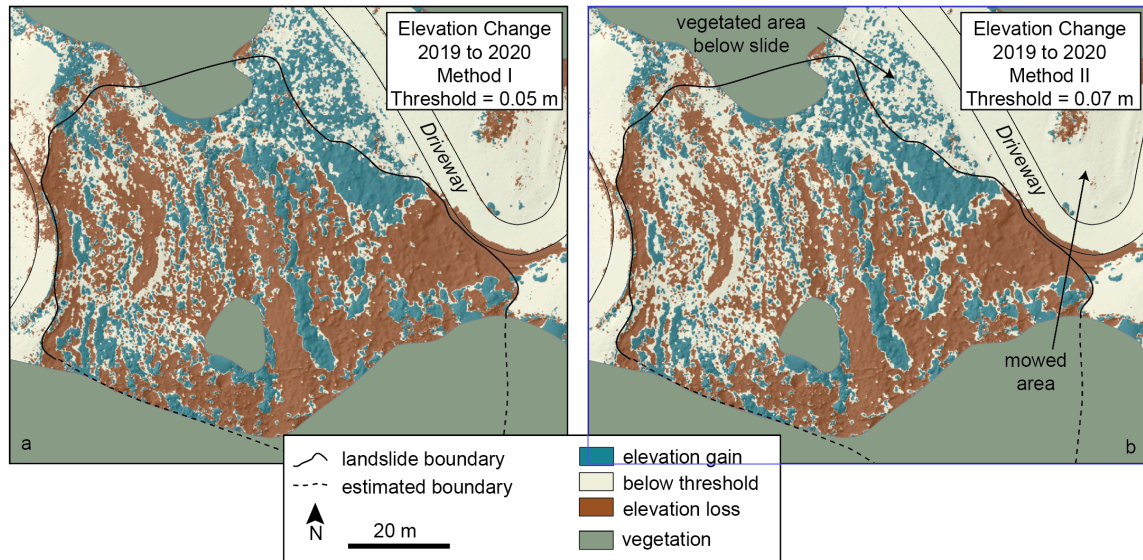 Elevation Change
2019 to 2020
Method I
Threshold = 0.05 m
Driveway
a
vegetated area
below slide
Elevation Change
2019 to 2020
Method II
Threshold = 0.07 m
Driveway
mowed
area
b
landslide boundary
estimated boundary
N
20 m
elevation gain
below threshold
elevation loss
vegetation